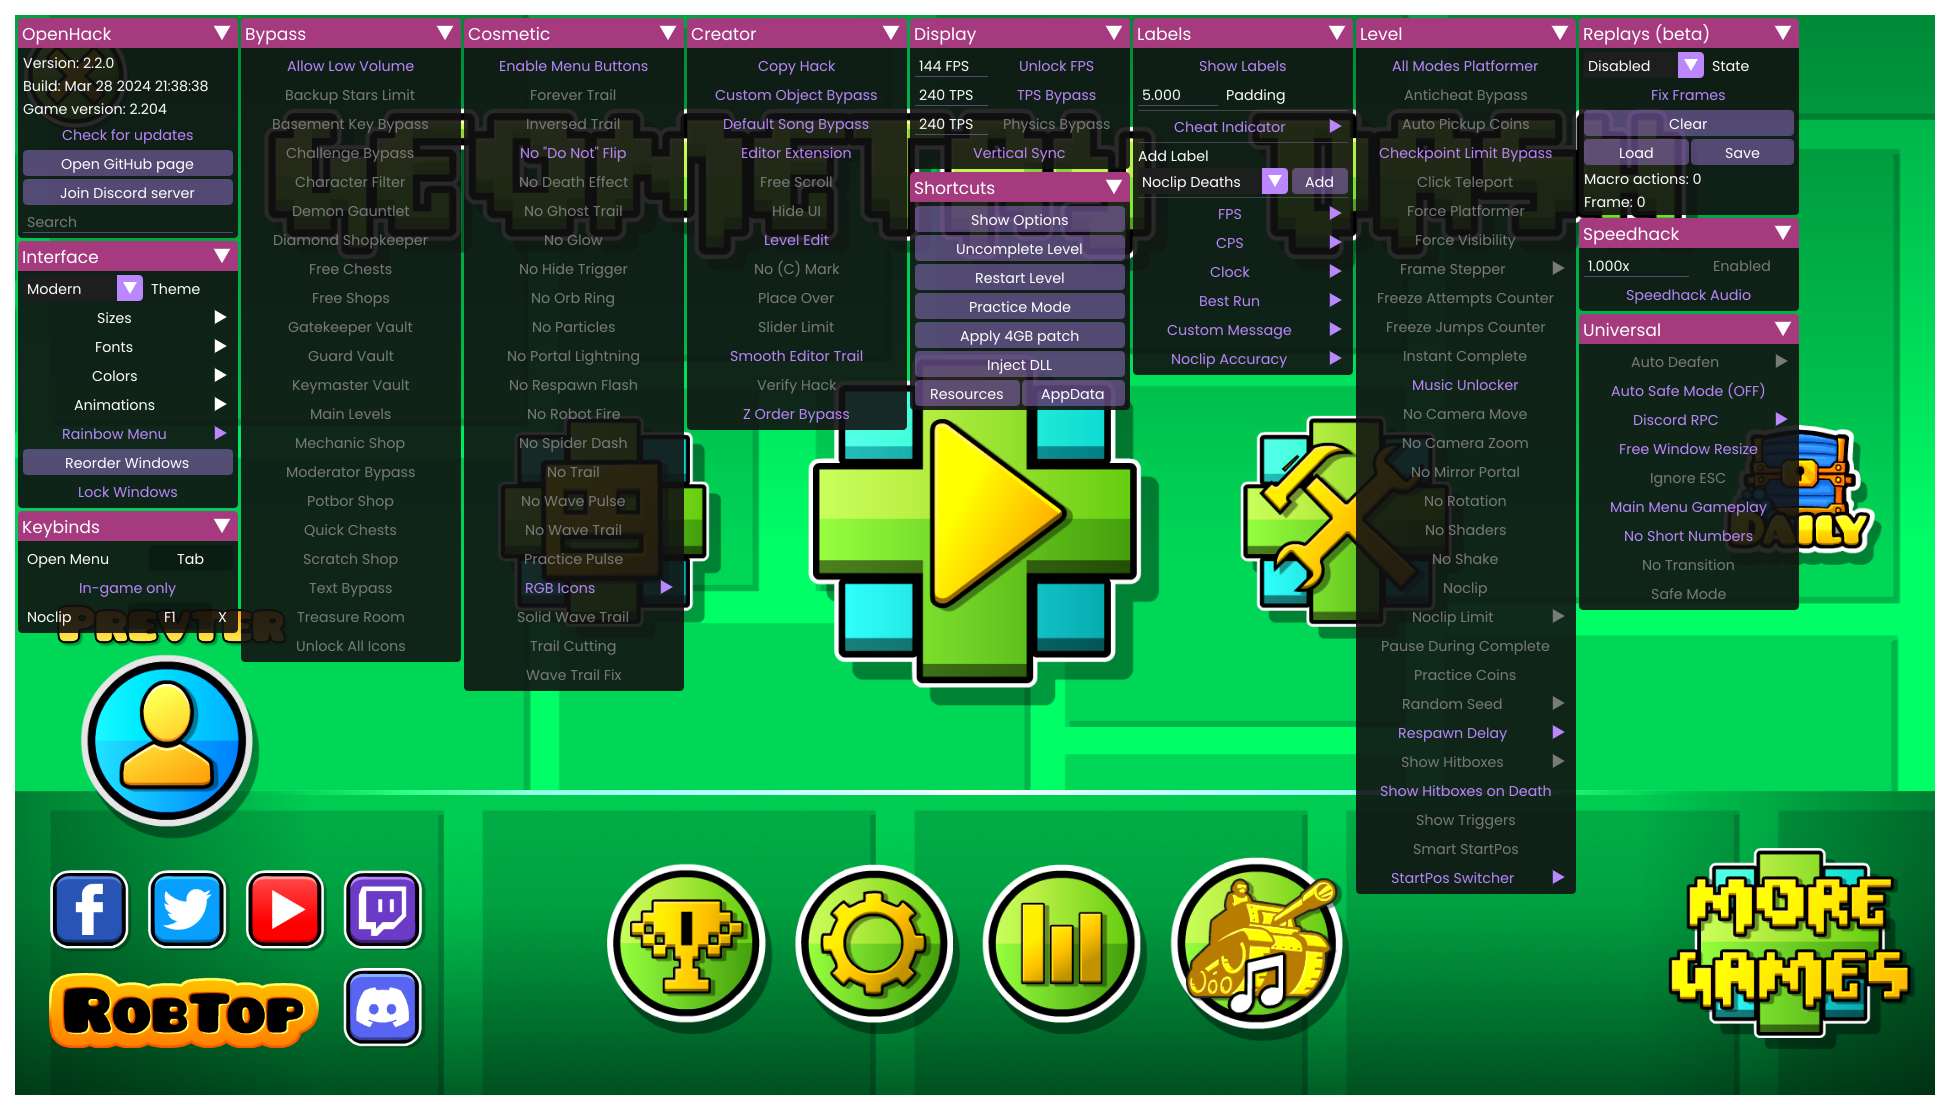 OpenHack
Version: 2.2.0
Build: Mar 28 2024 21:38:38
Game version: 2.204
Check for updates
Open GitHub page
Join Discord server
Search
Interface
Modern Theme
Sizes
Fonts
Colors
Animations
Rainbow Menu
Reorder Windows
Lock Windows
Keybinds
Open Menu Tab
In-game only
Noclip F1 X
Bypass
Allow Low Volume
Backup Stars Limit
Basement Key Bypass
Challenge Bypass
Character Filter
Demon Gauntlet
Diamond Shopkeeper
Free Chests
Free Shops
Gatekeeper Vault
Guard Vault
Keymaster Vault
Main Levels
Mechanic Shop
Moderator Bypass
Potbor Shop
Quick Chests
Scratch Shop
Text Bypass
Treasure Room
Unlock All Icons
Cosmetic
Enable Menu Buttons
Forever Trail
Inversed Trail
No "Do Not" Flip
No Death Effect
No Ghost Trail
No Glow
No Hide Trigger
No Orb Ring
No Particles
No Portal Lightning
No Respawn Flash
No Robot Fire
No Spider Dash
No Trail
No Wave Pulse
No Wave Trail
Practice Pulse
RGB Icons
Solid Wave Trail
Trail Cutting
Wave Trail Fix
Creator
Copy Hack
Custom Object Bypass
Default Song Bypass
Editor Extension
Free Scroll
Hide UI
Level Edit
No (C) Mark
Place Over
Slider Limit
Smooth Editor Trail
Verify Hack
Z Order Bypass
Display
144 FPS Unlock FPS
240 TPS TPS Bypass
240 TPS Physics Bypass
Vertical Sync
Shortcuts
Show Options
Uncomplete Level
Restart Level
Practice Mode
Apply 4GB patch
Inject DLL
Resources AppData
Labels
Show Labels
5.000 Padding
Cheat Indicator
Add Label
Noclip Deaths Add
FPS
CPS
Clock
Best Run
Custom Message
Noclip Accuracy
Level
All Modes Platformer
Anticheat Bypass
Auto Pickup Coins
Checkpoint Limit Bypass
Click Teleport
Force Platformer
Force Visibility
Frame Stepper
Freeze Attempts Counter
Freeze Jumps Counter
Instant Complete
Music Unlocker
No Camera Move
No Camera Zoom
No Mirror Portal
No Rotation
No Shaders
No Shake
Noclip
Noclip Limit
Pause During Complete
Practice Coins
Random Seed
Respawn Delay
Show Hitboxes
Show Hitboxes on Death
Show Triggers
Smart StartPos
StartPos Switcher
Replays (beta)
Disabled State
Fix Frames
Clear
Load Save
Macro actions: 0
Frame: 0
Speedhack
1.000x Enabled
Speedhack Audio
Universal
Auto Deafen
Auto Safe Mode (OFF)
Discord RPC
Free Window Resize
Ignore ESC
Main Menu Gameplay
No Short Numbers
No Transition
Safe Mode
DAILY
PREVTER
ROBTOP
MORE
GAMES